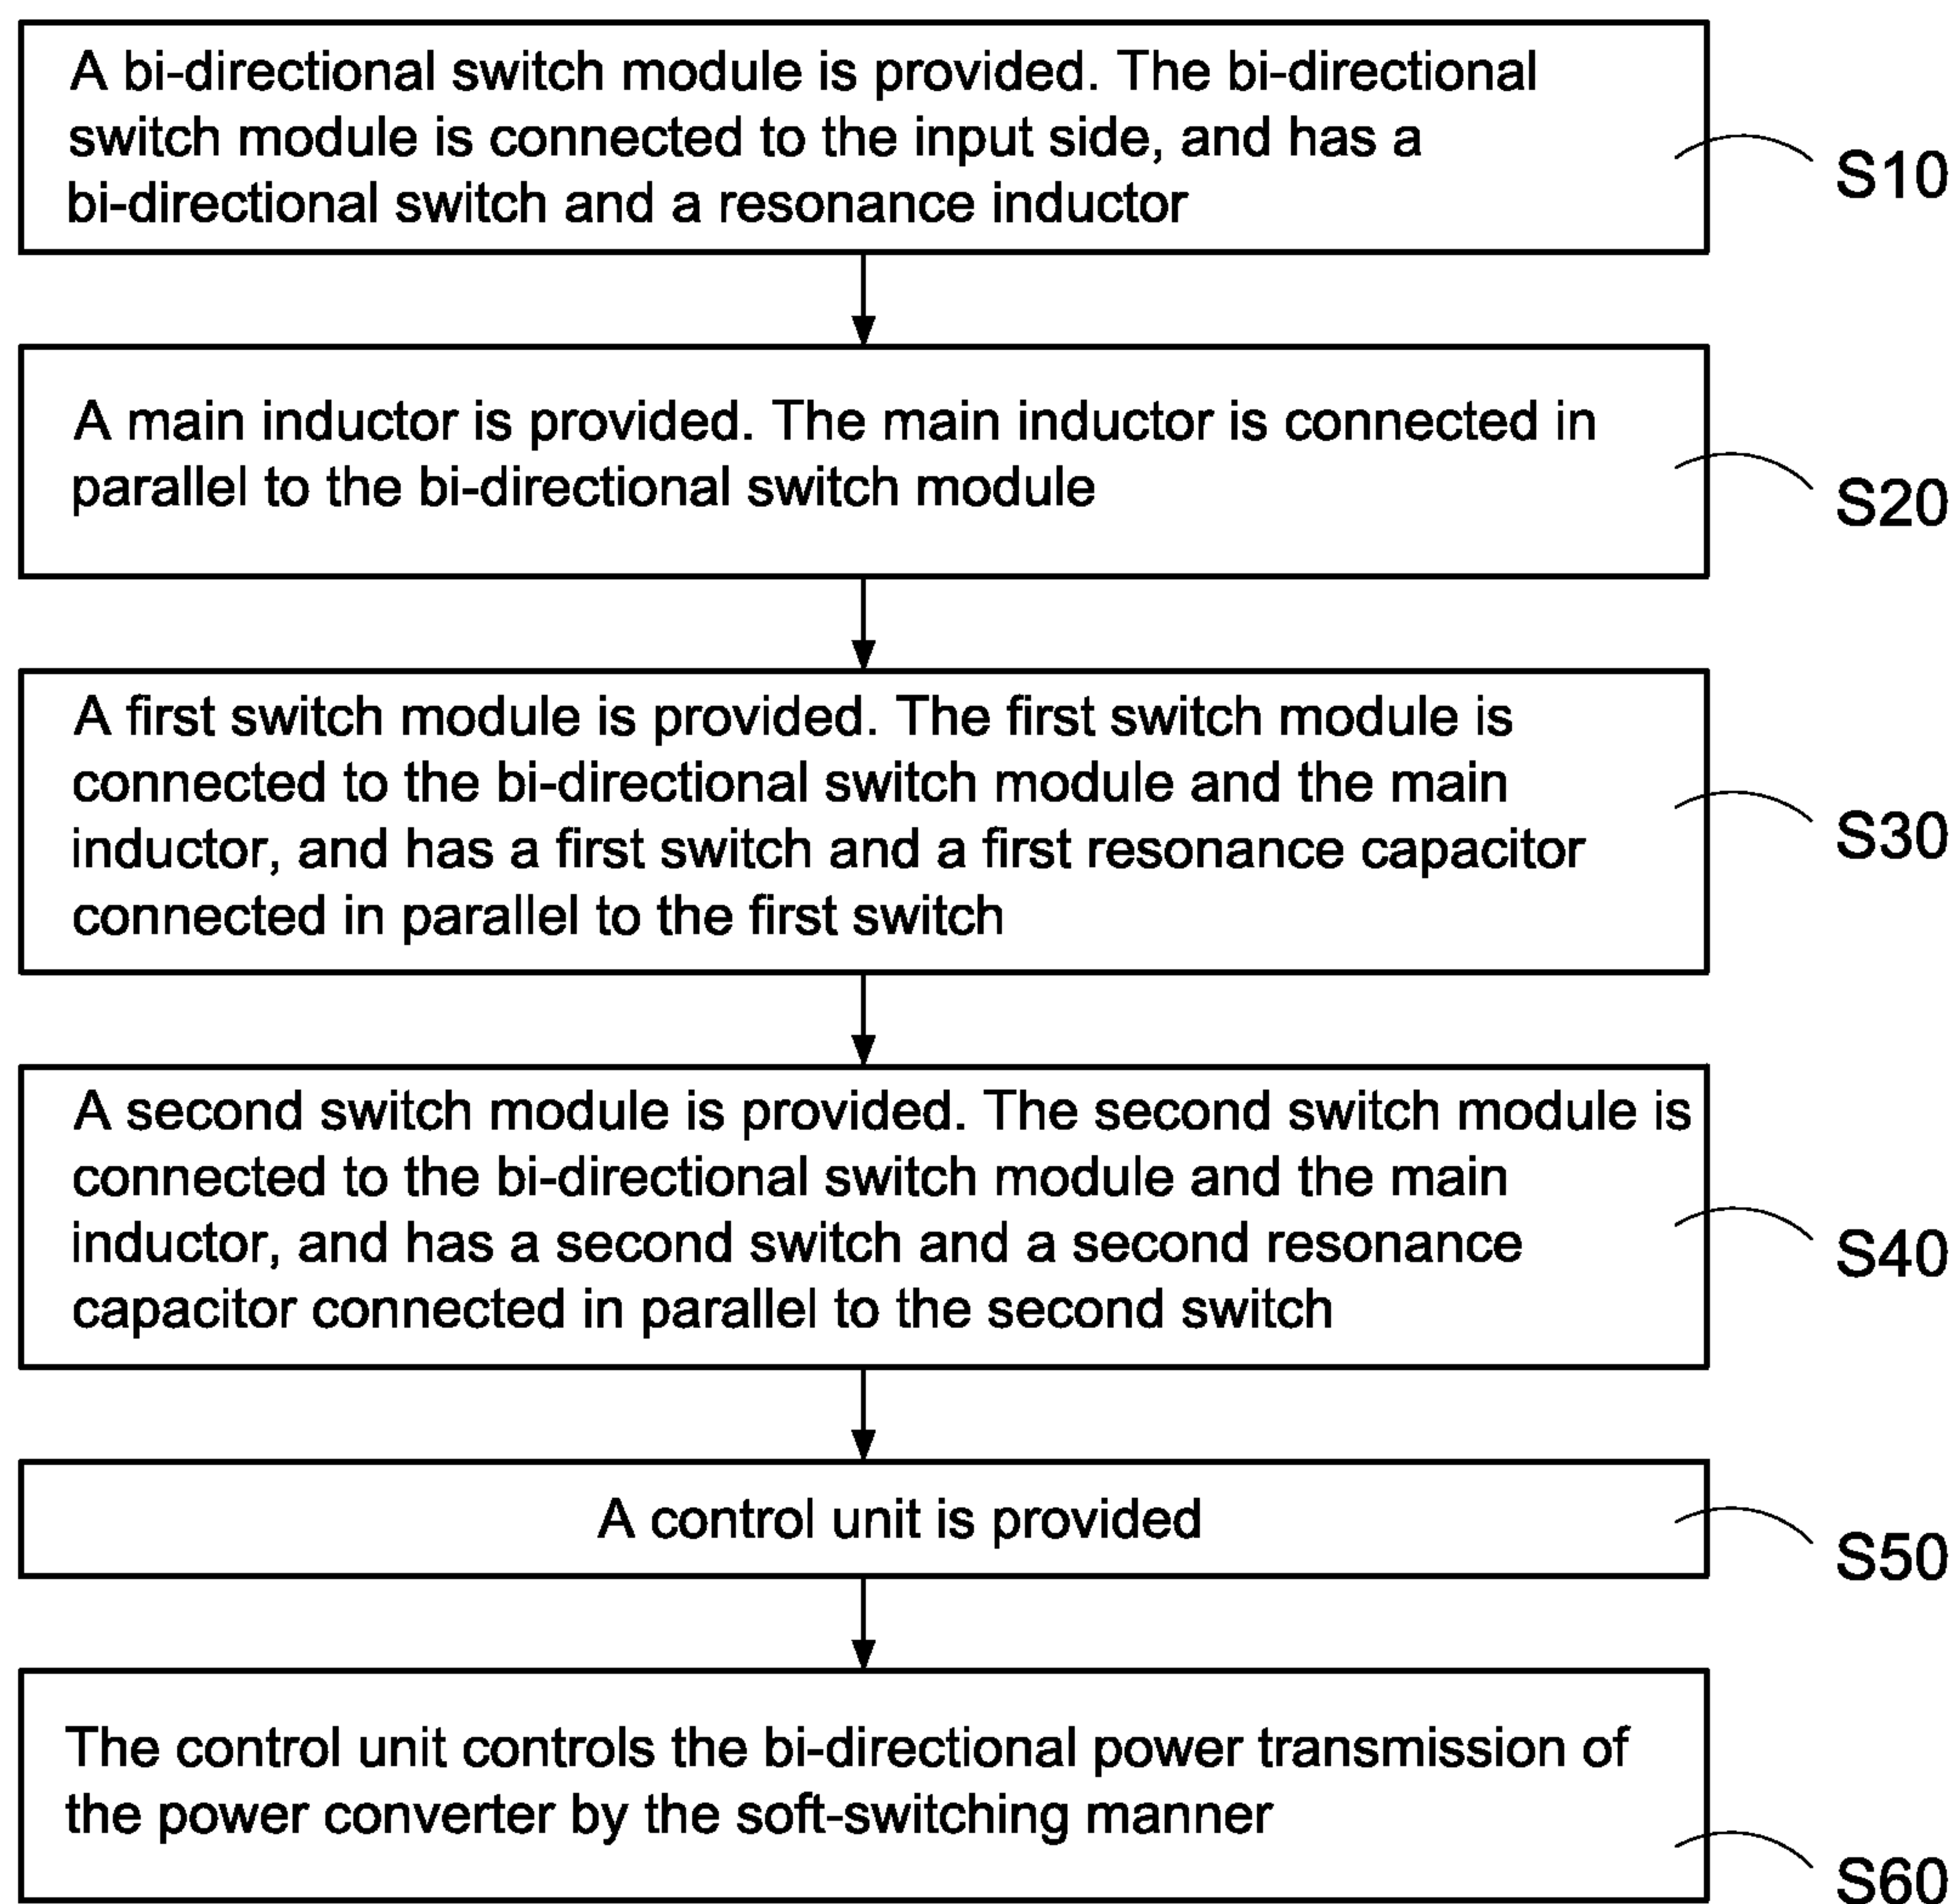 A bi-directional switch module is provided. The bi-directional
switch module is connected to the input side, and has a
bi-directional switch and a resonance inductor
S10
A main inductor is provided. The main inductor is connected in
parallel to the bi-directional switch module
S20
A first switch module is provided. The first switch module is
connected to the bi-directional switch module and the main
inductor, and has a first switch and a first resonance capacitor
connected in parallel to the first switch
S30
A second switch module is provided. The second switch module is
connected to the bi-directional switch module and the main
inductor, and has a second switch and a second resonance
capacitor connected in parallel to the second switch
S40
A control unit is provided
S50
The control unit controls the bi-directional power transmission of
the power converter by the soft-switching manner
S60